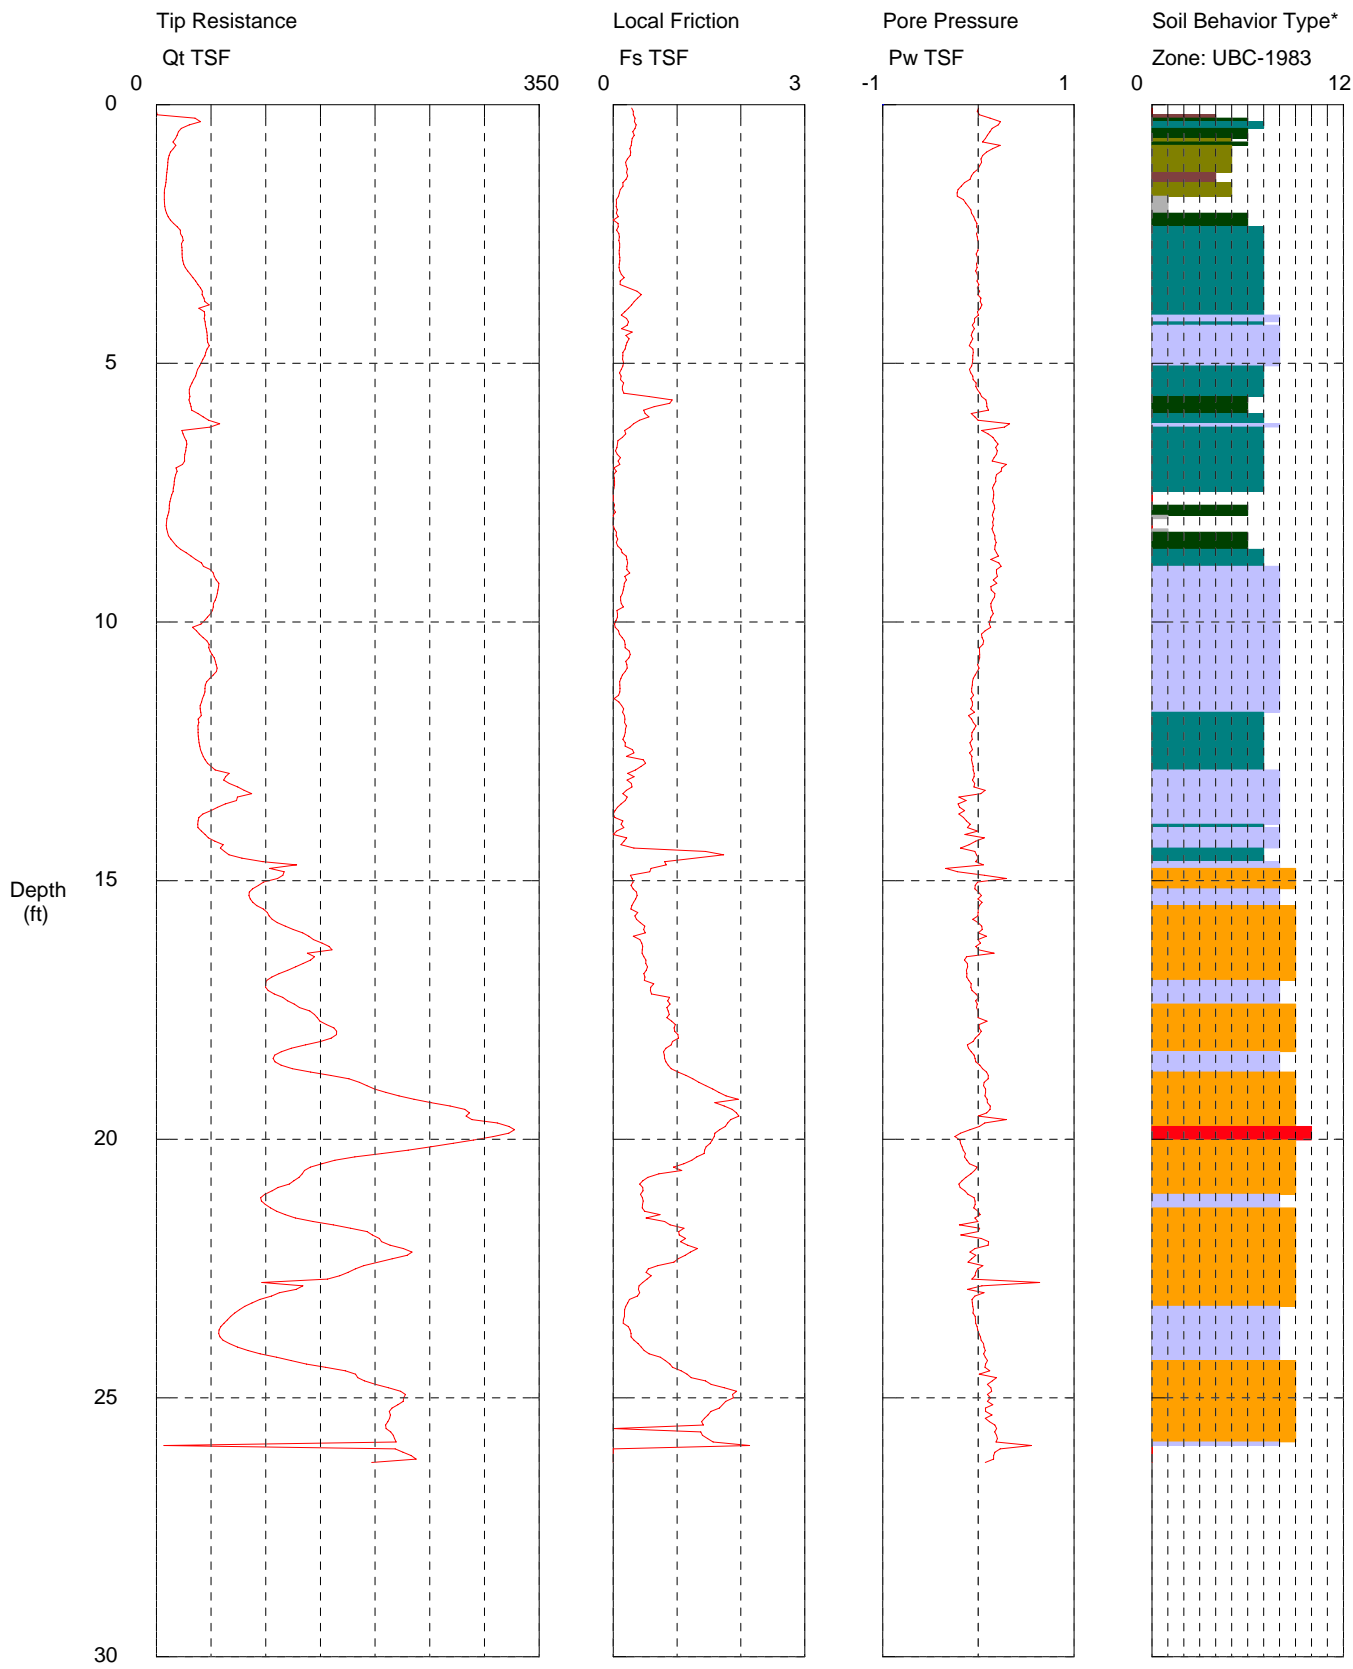 Tip Resistance
Local Friction
Pore Pressure
Soil Behavior Type*
Qt TSF
Fs TSF
Pw TSF
Zone: UBC-1983
0 350
0 3
-1 1
0 12
0
5
10
15
Depth
(ft)
20
25
30